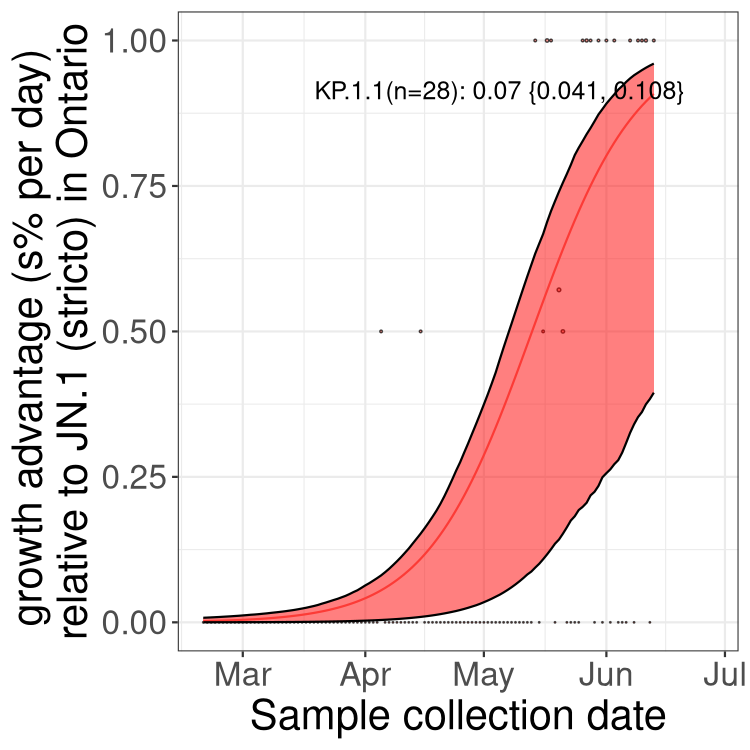 growth advantage (s% per day)
relative to JN.1 (stricto) in Ontario
1.00
0.75
0.50
0.25
0.00
KP.1.1(n=28): 0.07 {0.041, 0.108}
Mar Apr May Jun Jul
Sample collection date